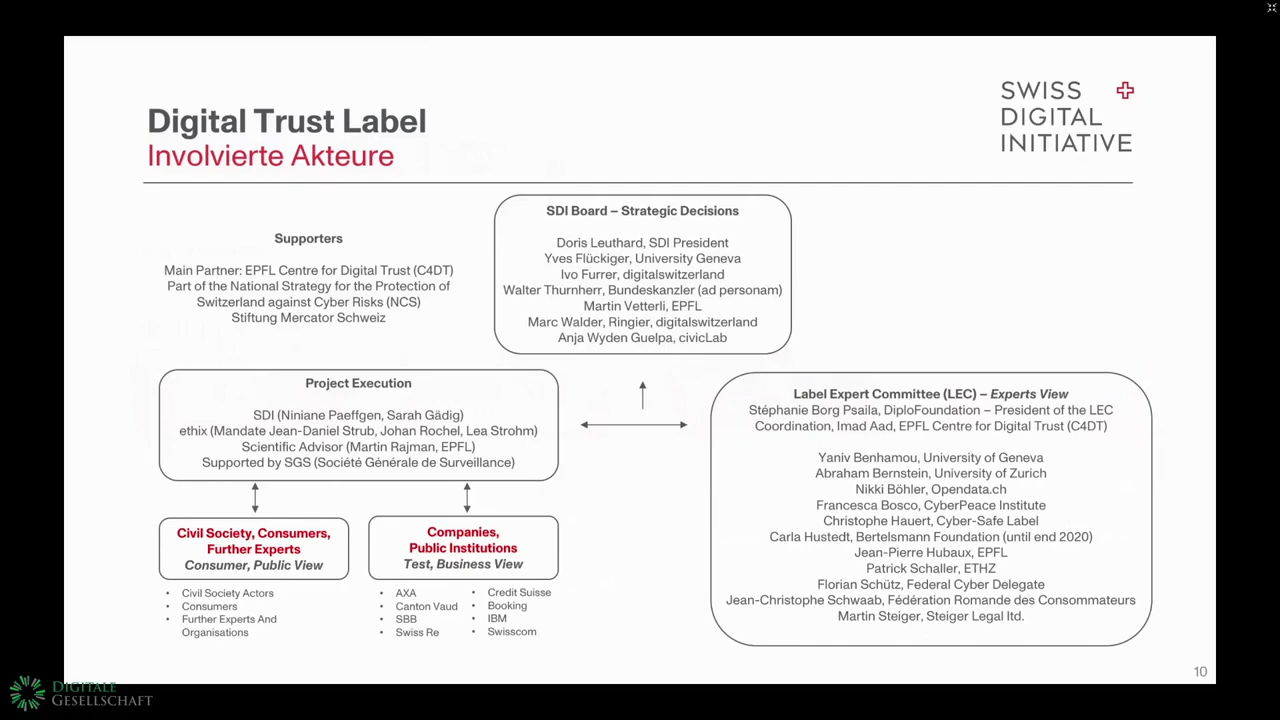 Digital Trust Label
Involvierte Akteure
SWISS
DIGITAL
INITIATIVE
Supporters
Main Partner: EPFL Centre for Digital Trust (C4DT)
Part of the National Strategy for the Protection of
Switzerland against Cyber Risks (NCS)
Stiftung Mercator Schweiz
SDI Board – Strategic Decisions
Doris Leuthard, SDI President
Yves Flückiger, University Geneva
Ivo Furrer, digitalswitzerland
Walter Thurnherr, Bundeskanzler (ad personam)
Martin Vetterli, EPFL
Marc Walder, Ringier, digitalswitzerland
Anja Wyden Guelpa, civicLab
Project Execution
SDI (Niniane Paeffgen, Sarah Gädig)
ethix (Mandate Jean-Daniel Strub, Johan Rochel, Lea Strohm)
Scientific Advisor (Martin Rajman, EPFL)
Supported by SGS (Société Générale de Surveillance)
Label Expert Committee (LEC) – Experts View
Stéphanie Borg Psaila, DiploFoundation – President of the LEC
Coordination, Imad Aad, EPFL Centre for Digital Trust (C4DT)
Yaniv Benhamou, University of Geneva
Abraham Bernstein, University of Zurich
Nikki Böhler, Opendata.ch
Francesca Bosco, CyberPeace Institute
Christophe Hauert, Cyber-Safe Label
Carla Hustedt, Bertelsmann Foundation (until end 2020)
Jean-Pierre Hubaux, EPFL
Patrick Schaller, ETHZ
Florian Schütz, Federal Cyber Delegate
Jean-Christophe Schwaab, Fédération Romande des Consommateurs
Martin Steiger, Steiger Legal ltd.
Civil Society, Consumers,
Further Experts
Consumer, Public View
• Civil Society Actors
• Consumers
• Further Experts And
Organisations
Companies,
Public Institutions
Test, Business View
• AXA
• Canton Vaud
• SBB
• Swiss Re
• Credit Suisse
• Booking
• IBM
• Swisscom
10
DIGITALE
GESELLSCHAFT